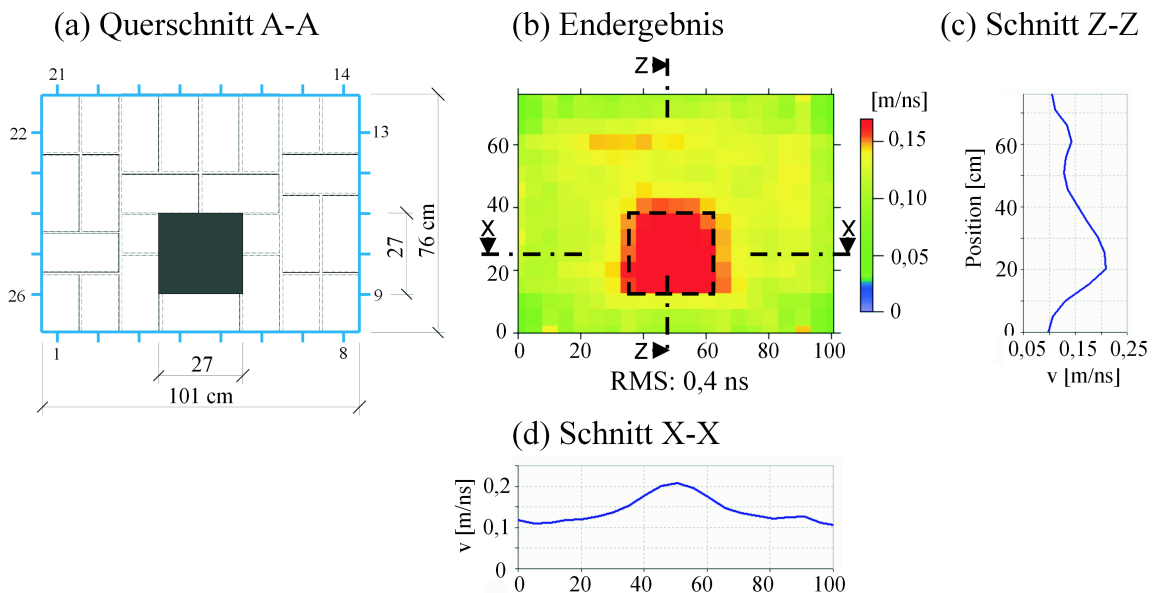 (a) Querschnitt A-A
21
14
22
13
26
9
1
8
27
76 cm
27
101 cm
(b) Endergebnis
Z
[m/ns]
0,15
0,10
0,05
0
60
40
20
0
X
X
Z
0
20
40
60
80
100
RMS: 0,4 ns
(c) Schnitt Z-Z
Position [cm]
60
40
20
0
0,05
0,15
0,25
v [m/ns]
(d) Schnitt X-X
v [m/ns]
0,2
0,1
0
0
20
40
60
80
100